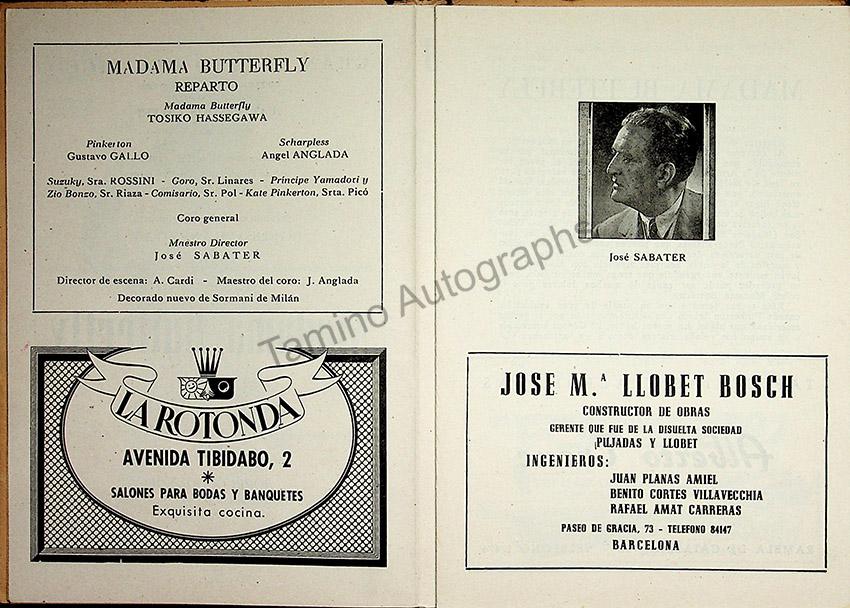 MADAMA BUTTERFLY
REPARTO
Madama Butterfly
TOSIKO HASSEGAWA
Pinkerton
Gustavo GALLO
Scharpless
Angel ANGLADA
Suzuky, Sra. ROSSINI - Goro, Sr. Linares - Príncipe Yamadori y
Zio Bonzo, Sr. Riaza - Comisario, Sr. Pol - Kate Pinkerton, Srta. Picó
Coro general
Maestro Director
José SABATER
Director de escena: A. Cardi - Maestro del coro: J. Anglada
Decorado nuevo de Sormani de Milán
LA ROTONDA
AVENIDA TIBIDABO, 2
*
SALONES PARA BODAS Y BANQUETES
Exquisita cocina.
José SABATER
JOSE M.ª LLOBET BOSCH
CONSTRUCTOR DE OBRAS
GERENTE QUE FUE DE LA DISUELTA SOCIEDAD
PUJADAS Y LLOBET
INGENIEROS:
JUAN PLANAS AMIEL
BENITO CORTES VILLAVECCHIA
RAFAEL AMAT CARRERAS
PASEO DE GRACIA, 73 - TELEFONO 84147
BARCELONA
Tamino Autographs